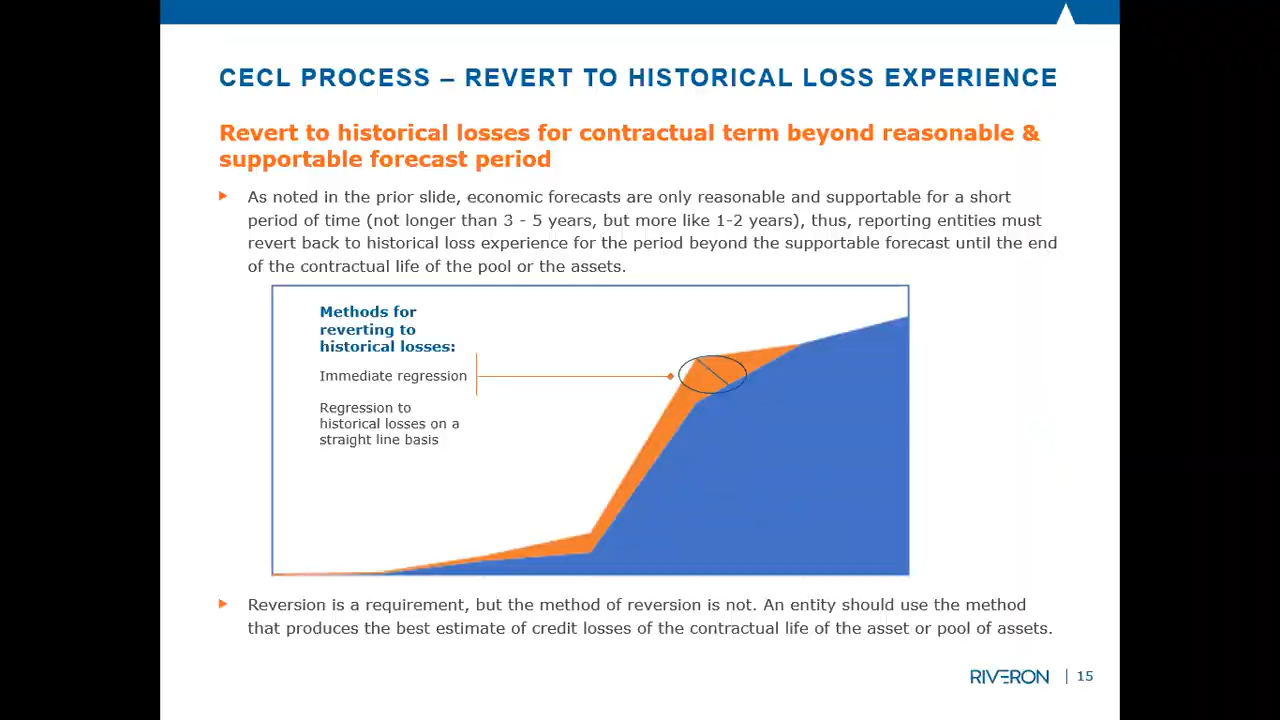 CECL PROCESS – REVERT TO HISTORICAL LOSS EXPERIENCE
Revert to historical losses for contractual term beyond reasonable &
supportable forecast period
As noted in the prior slide, economic forecasts are only reasonable and supportable for a short
period of time (not longer than 3 - 5 years, but more like 1-2 years), thus, reporting entities must
revert back to historical loss experience for the period beyond the supportable forecast until the end
of the contractual life of the pool or the assets.
Methods for
reverting to
historical losses:
Immediate regression
Regression to
historical losses on a
straight line basis
Reversion is a requirement, but the method of reversion is not. An entity should use the method
that produces the best estimate of credit losses of the contractual life of the asset or pool of assets.
RIVERON | 15